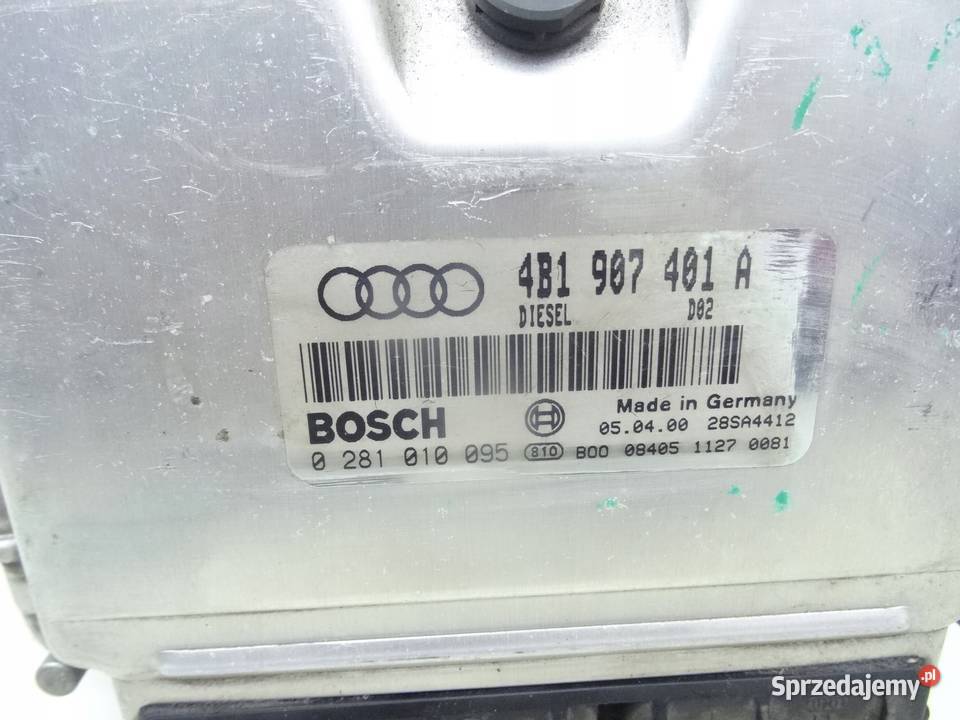 4B1 907 401 A
DIESEL D02
BOSCH
Made in Germany
05.04.00 28SA4412
0 281 010 095 810 B00 08405 1127 0081
Sprzedajemy .pl